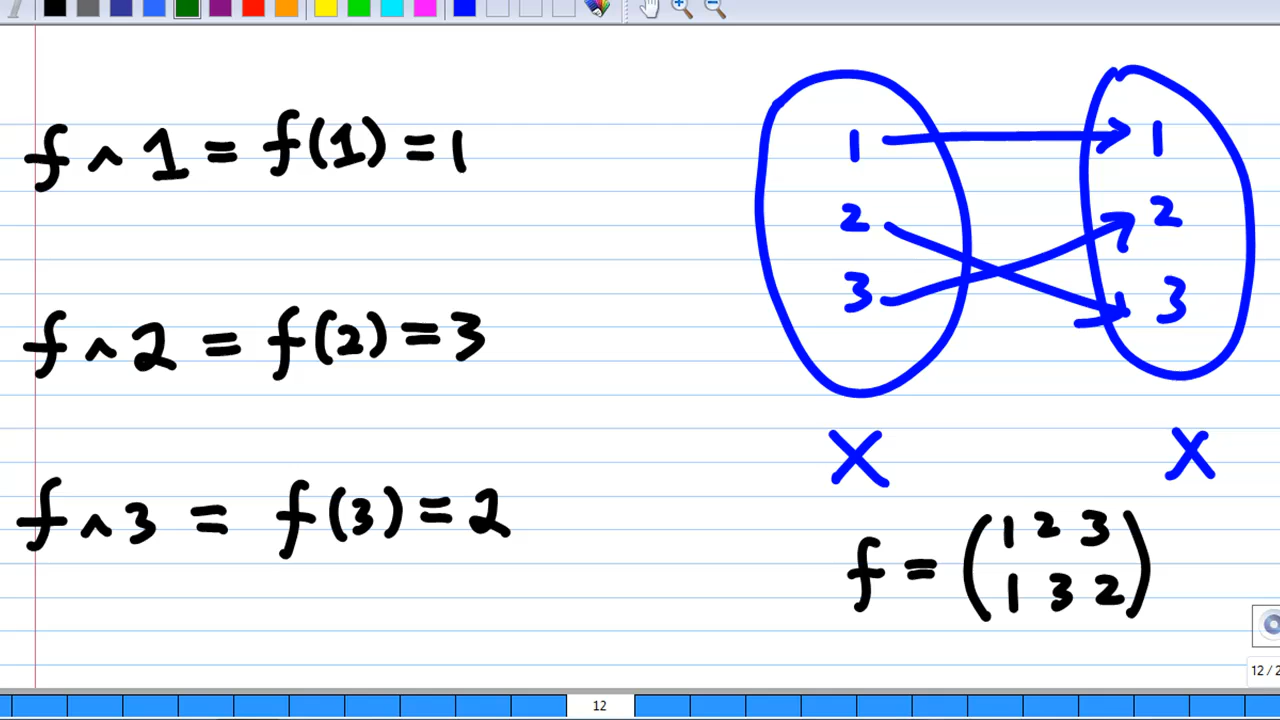 f ^ 1 = f(1) = 1
f ^ 2 = f(2) = 3
f ^ 3 = f(3) = 2
1 1
2 2
3 3
X X
f = (1 2 3
1 3 2)
12 / 2
12